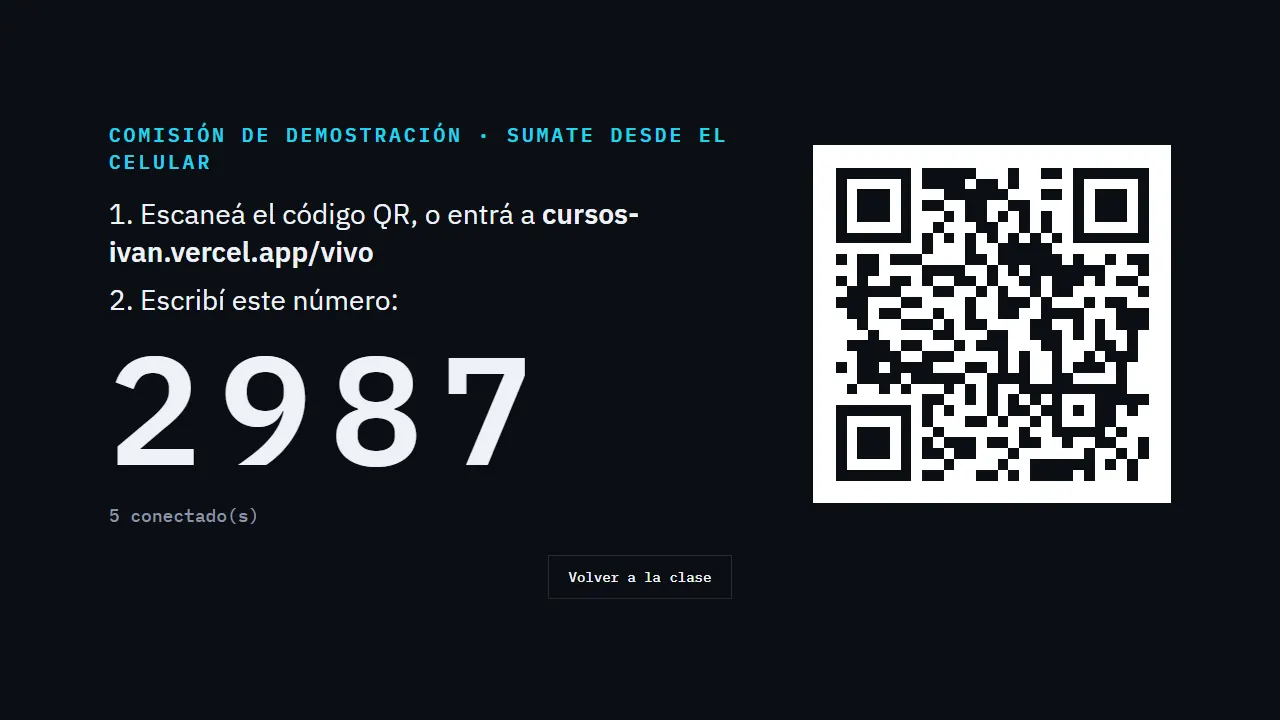 COMISIÓN DE DEMOSTRACIÓN · SUMATE DESDE EL
CELULAR
1. Escaneá el código QR, o entrá a cursos-
ivan.vercel.app/vivo
2. Escribí este número:
2987
5 conectado(s)
Volver a la clase